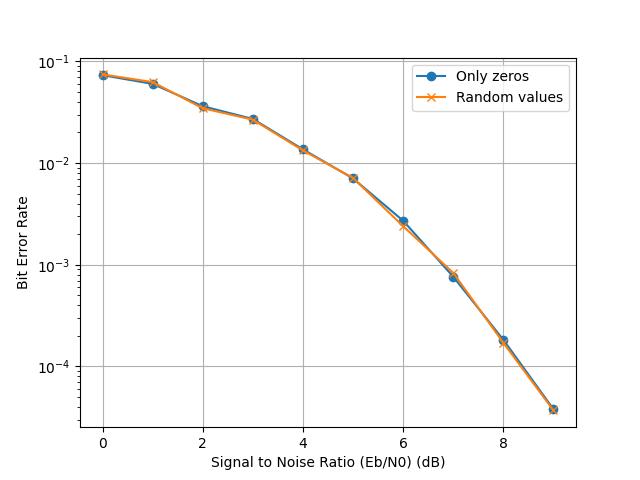 Only zeros
Random values
10⁻¹
10⁻²
10⁻³
10⁻⁴
Bit Error Rate
0 2 4 6 8
Signal to Noise Ratio (Eb/N0) (dB)